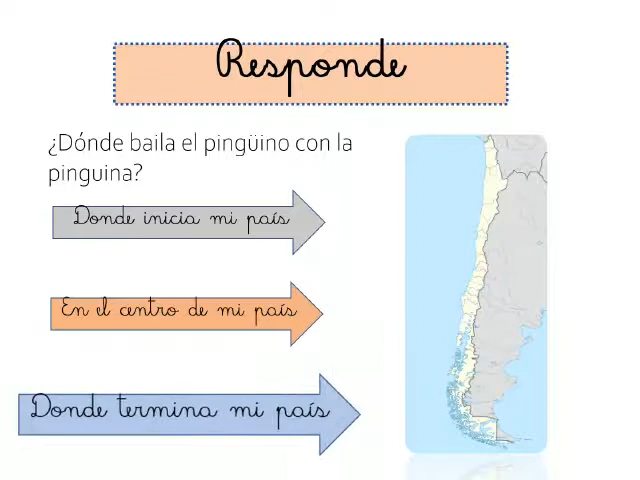 Responde
¿Dónde baila el pingüino con la
pinguina?
Donde inicia mi país
En el centro de mi país
Donde termina mi país